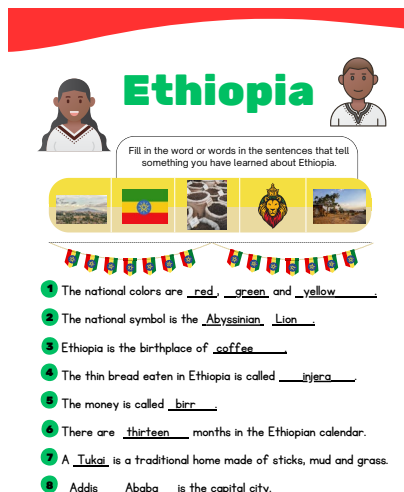 Ethiopia
Fill in the word or words in the sentences that tell
something you have learned about Ethiopia.
1 The national colors are red, green and yellow.
2 The national symbol is the Abyssinian Lion.
3 Ethiopia is the birthplace of coffee.
4 The thin bread eaten in Ethiopia is called injera.
5 The money is called birr.
6 There are thirteen months in the Ethiopian calendar.
7 A Tukai is a traditional home made of sticks, mud and grass.
8 Addis Ababa is the capital city.